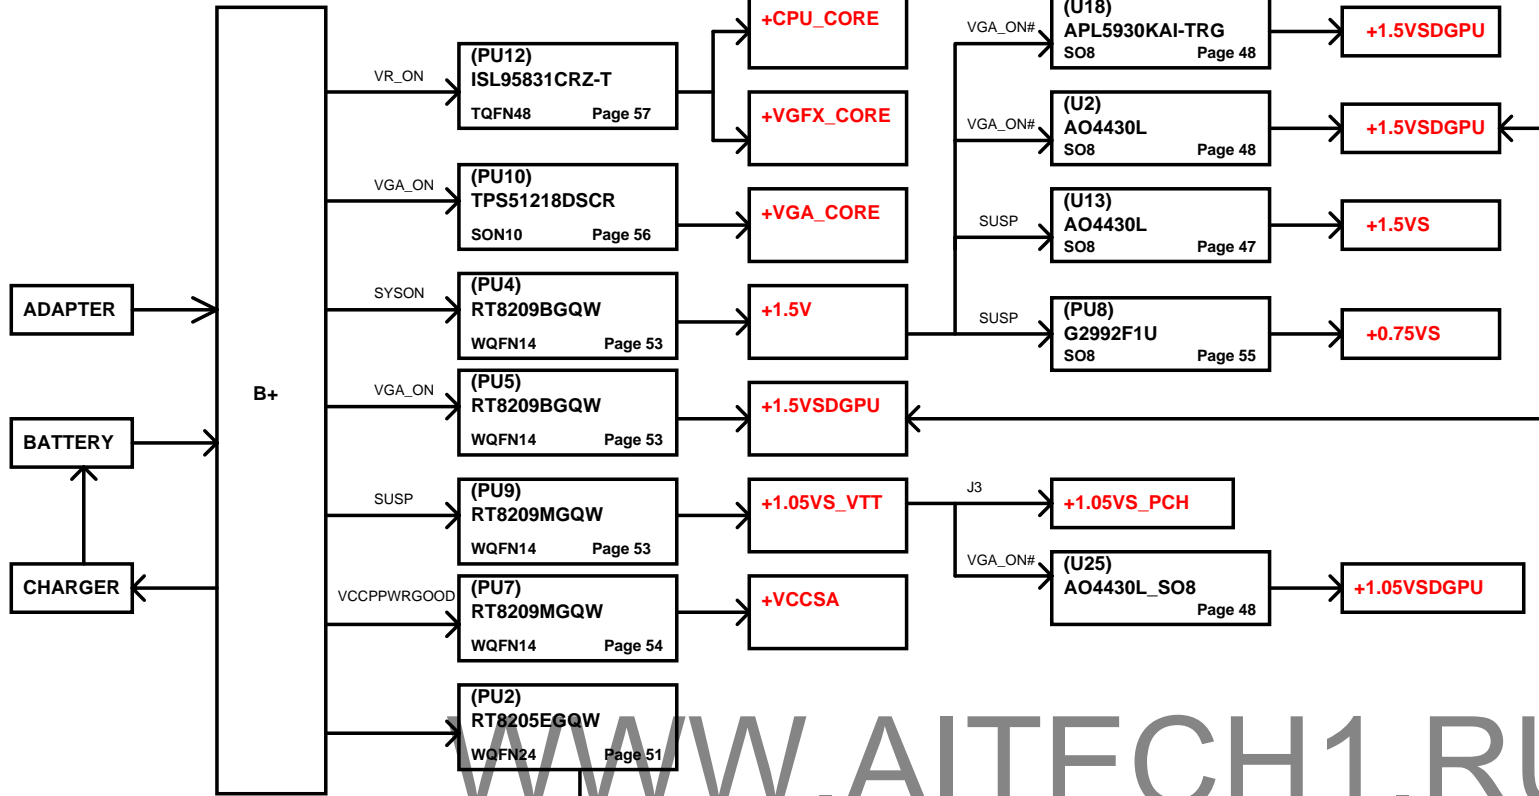 ADAPTER
BATTERY
CHARGER
B+
VR_ON
(PU12)
ISL95831CRZ-T
TQFN48 Page 57
+CPU_CORE
+VGFX_CORE
VGA_ON
(PU10)
TPS51218DSCR
SON10 Page 56
+VGA_CORE
SYSON
(PU4)
RT8209BGQW
WQFN14 Page 53
+1.5V
VGA_ON
(PU5)
RT8209BGQW
WQFN14 Page 53
+1.5VSDGPU
SUSP
(PU9)
RT8209MGQW
WQFN14 Page 53
+1.05VS_VTT
VCCPPWRGOOD
(PU7)
RT8209MGQW
WQFN14 Page 54
+VCCSA
(PU2)
RT8205EGQW
WQFN24 Page 51
VGA_ON#
(U18)
APL5930KAI-TRG
SO8 Page 48
+1.5VSDGPU
VGA_ON#
(U2)
AO4430L
SO8 Page 48
+1.5VSDGPU
SUSP
(U13)
AO4430L
SO8 Page 47
+1.5VS
SUSP
(PU8)
G2992F1U
SO8 Page 55
+0.75VS
J3
+1.05VS_PCH
VGA_ON#
(U25)
AO4430L_SO8
Page 48
+1.05VSDGPU
WWW.AITECH1.RU